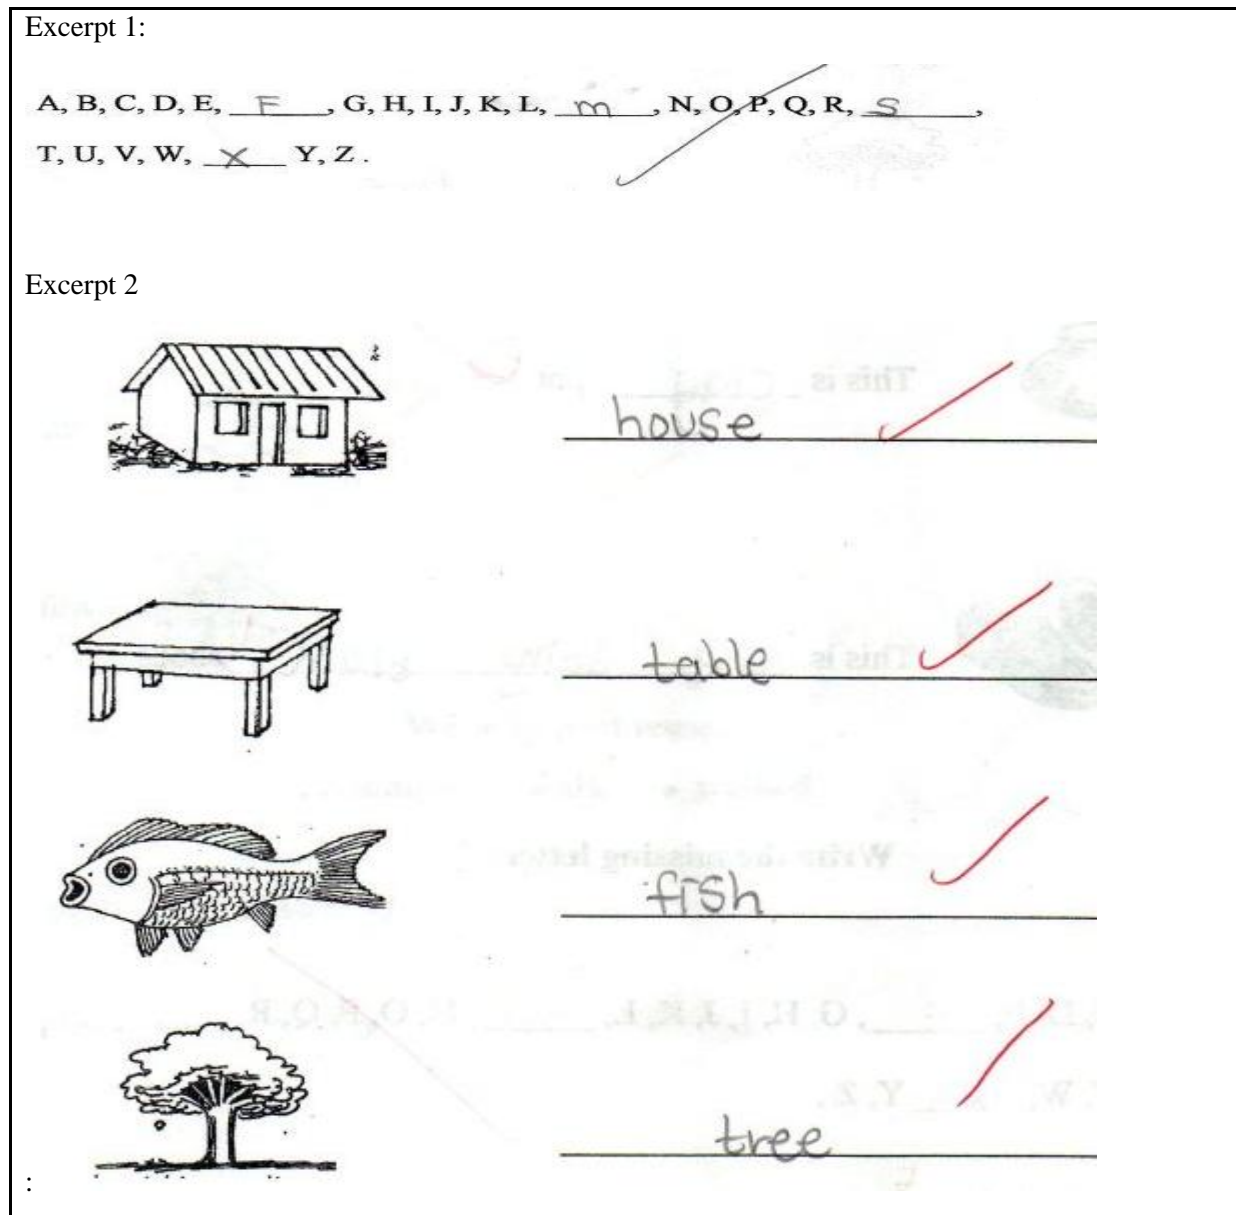 Excerpt 1:
A, B, C, D, E, F, G, H, I, J, K, L, m, N, O, P, Q, R, S,
T, U, V, W, X Y, Z.
Excerpt 2
house
table
fish
tree
: